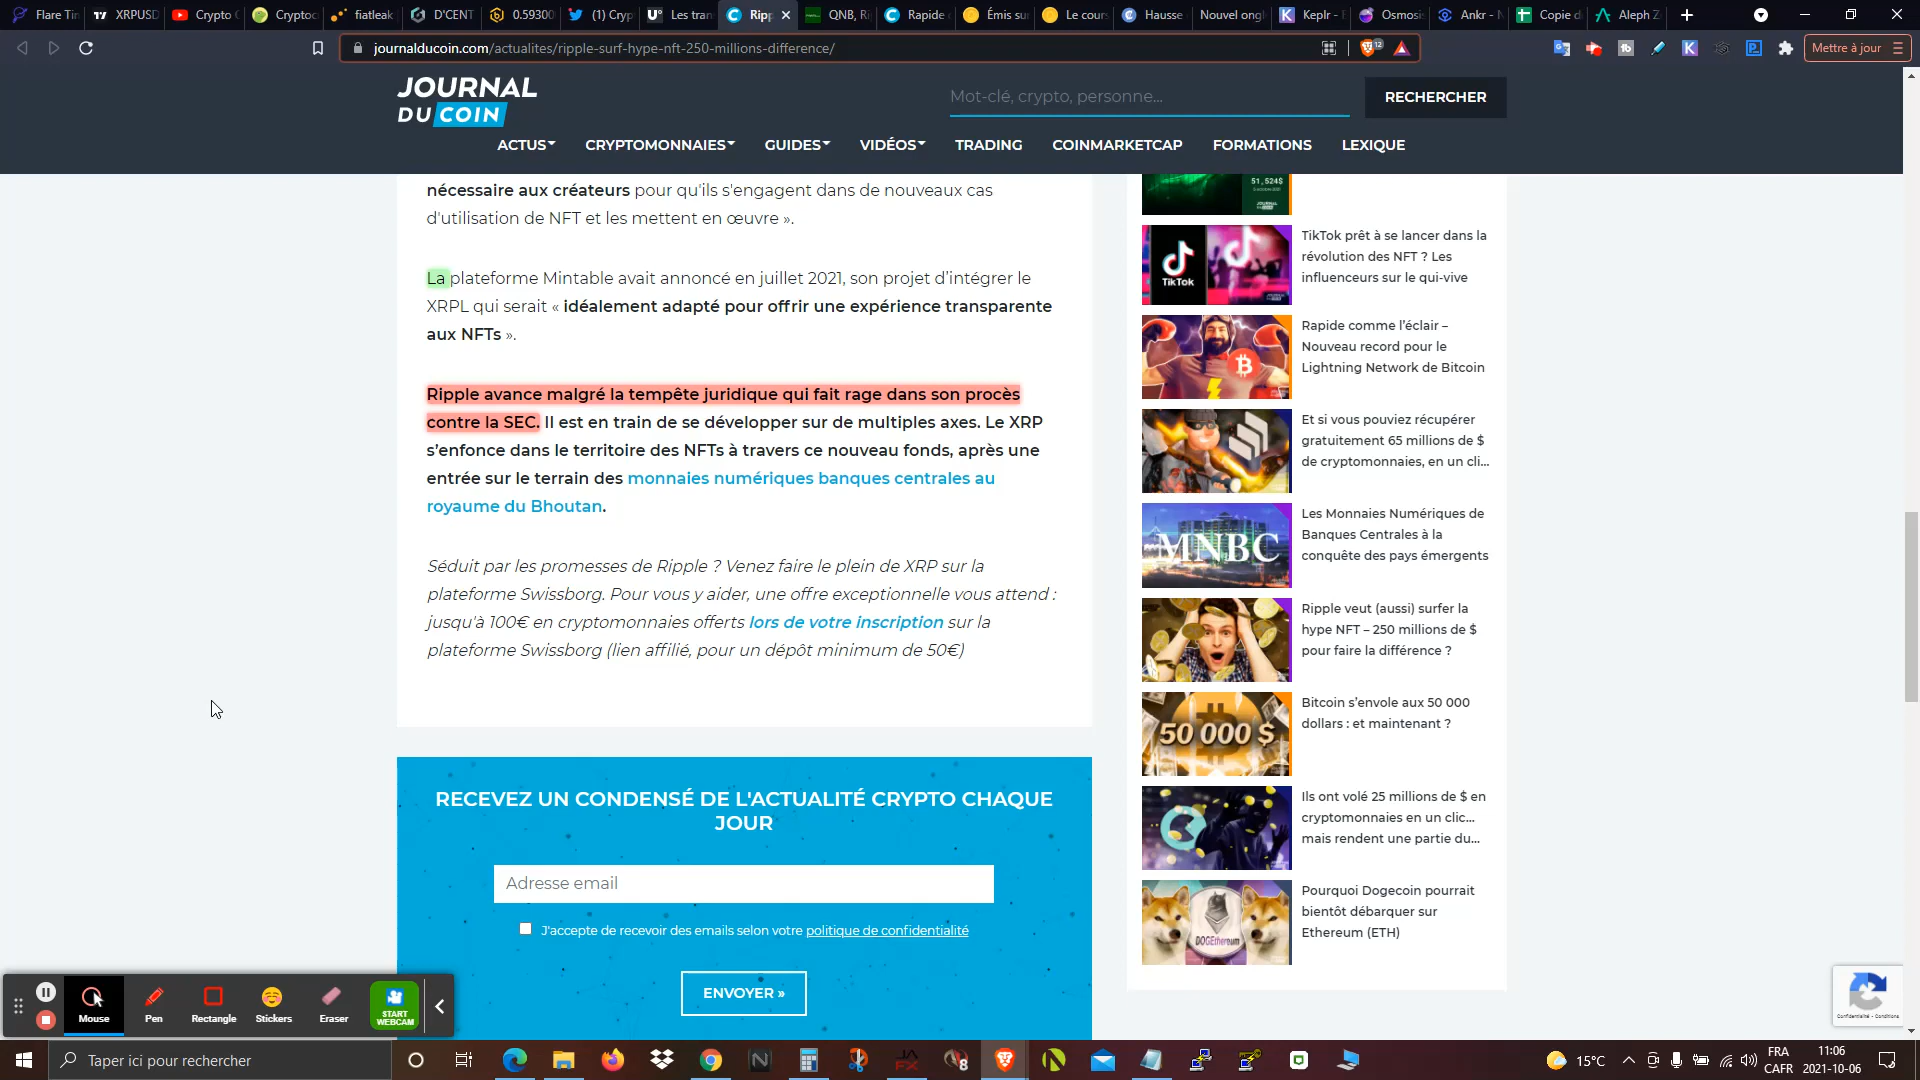 Flare Tin
XRPUSD
Crypto C
Cryptoc
fiatleak
D'CENT
0.59300
(1) Cryp
Les tran
Ripp
QNB, Ri
Rapide c
Émis sur
Le cours
Hausse
Nouvel ongl
Keplr - E
Osmosis
Ankr - N
Copie d
Aleph Ze
journalducoin.com/actualites/ripple-surf-hype-nft-250-millions-difference/
12
Mettre à jour
JOURNAL
DU COIN
Mot-clé, crypto, personne...
RECHERCHER
ACTUS
CRYPTOMONNAIES
GUIDES
VIDÉOS
TRADING
COINMARKETCAP
FORMATIONS
LEXIQUE
nécessaire aux créateurs pour qu'ils s'engagent dans de nouveaux cas
d'utilisation de NFT et les mettent en œuvre ».
La plateforme Mintable avait annoncé en juillet 2021, son projet d'intégrer le
XRPL qui serait « idéalement adapté pour offrir une expérience transparente
aux NFTs ».
Ripple avance malgré la tempête juridique qui fait rage dans son procès
contre la SEC. Il est en train de se développer sur de multiples axes. Le XRP
s'enfonce dans le territoire des NFTs à travers ce nouveau fonds, après une
entrée sur le terrain des monnaies numériques banques centrales au
royaume du Bhoutan.
Séduit par les promesses de Ripple ? Venez faire le plein de XRP sur la
plateforme Swissborg. Pour vous y aider, une offre exceptionnelle vous attend :
jusqu'à 100€ en cryptomonnaies offerts lors de votre inscription sur la
plateforme Swissborg (lien affilié, pour un dépôt minimum de 50€)
RECEVEZ UN CONDENSÉ DE L'ACTUALITÉ CRYPTO CHAQUE
JOUR
Adresse email
J'accepte de recevoir des emails selon votre politique de confidentialité
ENVOYER »
51,524$
TikTok
TikTok prêt à se lancer dans la
révolution des NFT ? Les
influenceurs sur le qui-vive
Rapide comme l'éclair –
Nouveau record pour le
Lightning Network de Bitcoin
Et si vous pouviez récupérer
gratuitement 65 millions de $
de cryptomonnaies, en un cli...
MNBC
Les Monnaies Numériques de
Banques Centrales à la
conquête des pays émergents
Ripple veut (aussi) surfer la
hype NFT – 250 millions de $
pour faire la différence ?
50 000 $
Bitcoin s'envole aux 50 000
dollars : et maintenant ?
Ils ont volé 25 millions de $ en
cryptomonnaies en un clic...
mais rendent une partie du...
DOGEthereum
Pourquoi Dogecoin pourrait
bientôt débarquer sur
Ethereum (ETH)
Confidentialité - Conditions
Mouse
Pen
Rectangle
Stickers
Eraser
START
WEBCAM
Taper ici pour rechercher
15°C
FRA
CAFR
11:06
2021-10-06